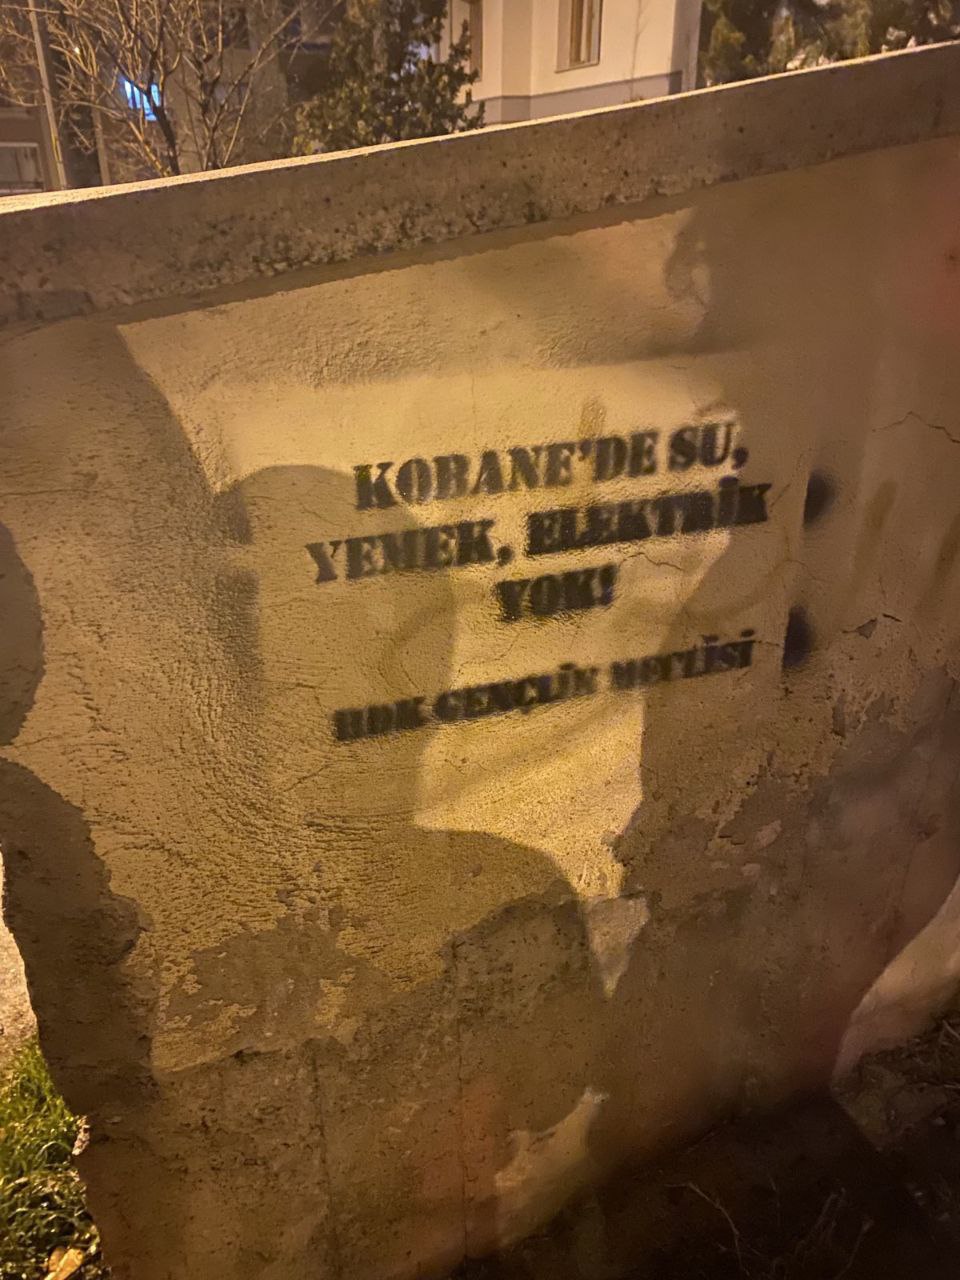 KOBANE'DE SU,
YEMEK, ELEKTRİK
YOK!
HDK GENÇLİK MECLİSİ